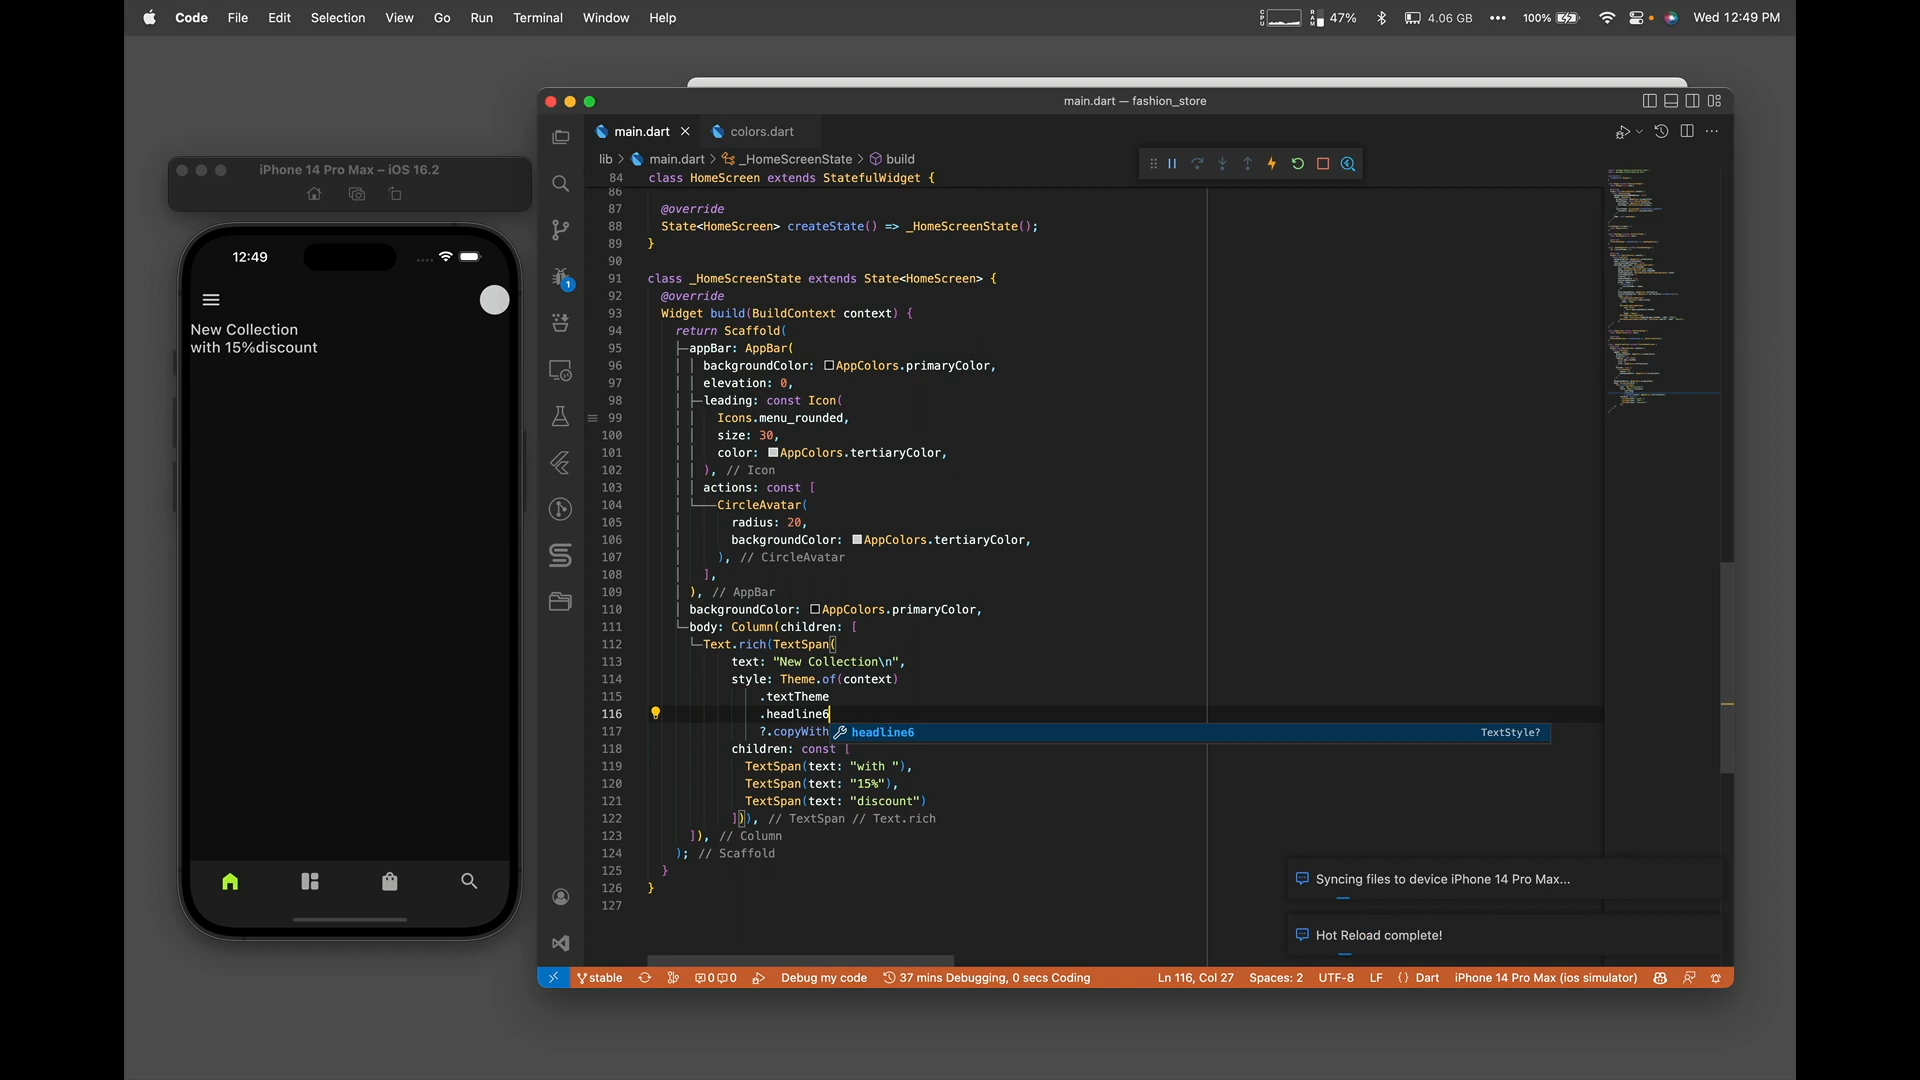 Code File Edit Selection View Go Run Terminal Window Help
47% 4.06 GB 100% Wed 12:49 PM
iPhone 14 Pro Max – iOS 16.2
12:49
New Collection
with 15%discount
main.dart — fashion_store
main.dart colors.dart
lib > main.dart > _HomeScreenState > build
84 class HomeScreen extends StatefulWidget {
86
87 @override
88 State<HomeScreen> createState() => _HomeScreenState();
89 }
90
91 class _HomeScreenState extends State<HomeScreen> {
92 @override
93 Widget build(BuildContext context) {
94 return Scaffold(
95 appBar: AppBar(
96 backgroundColor: AppColors.primaryColor,
97 elevation: 0,
98 leading: const Icon(
99 Icons.menu_rounded,
100 size: 30,
101 color: AppColors.tertiaryColor,
102 ), // Icon
103 actions: const [
104 CircleAvatar(
105 radius: 20,
106 backgroundColor: AppColors.tertiaryColor,
107 ), // CircleAvatar
108 ],
109 ), // AppBar
110 backgroundColor: AppColors.primaryColor,
111 body: Column(children: [
112 Text.rich(TextSpan(
113 text: "New Collection\n",
114 style: Theme.of(context)
115 .textTheme
116 .headline6
117 ?.copyWith headline6 TextStyle?
118 children: const [
119 TextSpan(text: "with "),
120 TextSpan(text: "15%"),
121 TextSpan(text: "discount")
122 ])), // TextSpan // Text.rich
123 ]), // Column
124 ); // Scaffold
125 }
126 }
127
1
Syncing files to device iPhone 14 Pro Max...
Hot Reload complete!
stable 0 0 0 Debug my code 37 mins Debugging, 0 secs Coding Ln 116, Col 27 Spaces: 2 UTF-8 LF {} Dart iPhone 14 Pro Max (ios simulator)